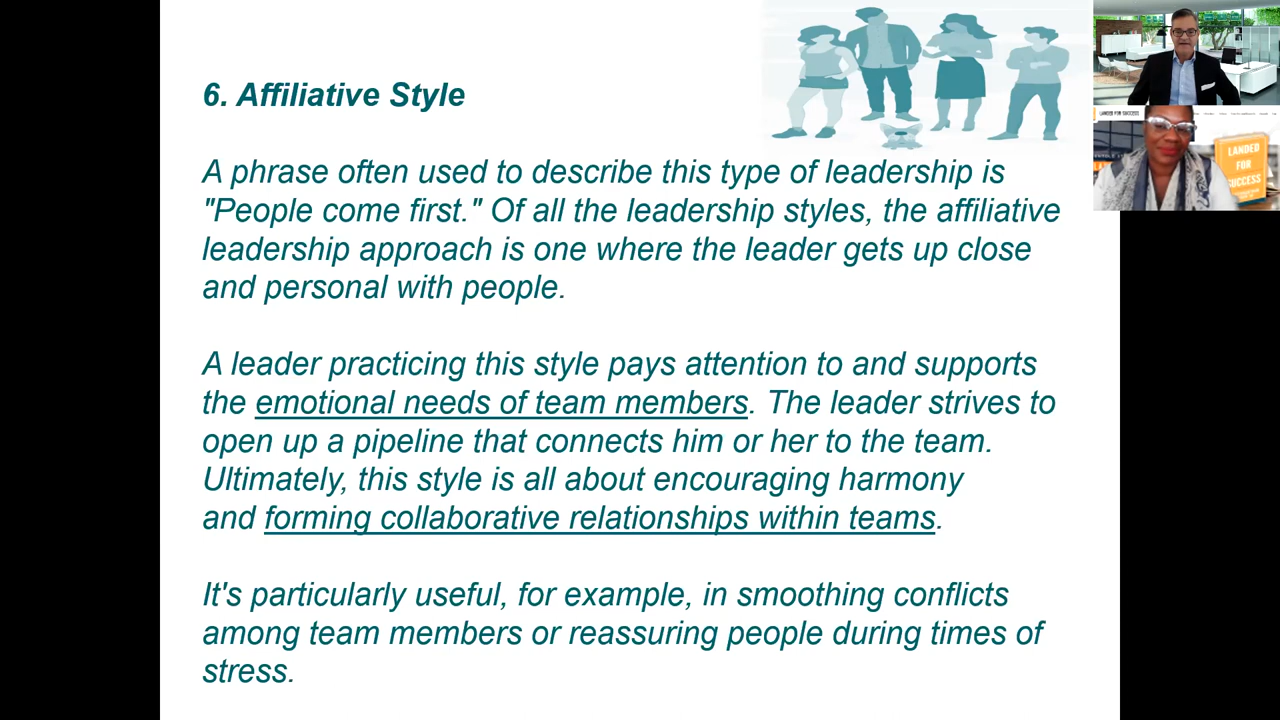 6. Affiliative Style
A phrase often used to describe this type of leadership is
"People come first." Of all the leadership styles, the affiliative
leadership approach is one where the leader gets up close
and personal with people.
A leader practicing this style pays attention to and supports
the emotional needs of team members. The leader strives to
open up a pipeline that connects him or her to the team.
Ultimately, this style is all about encouraging harmony
and forming collaborative relationships within teams.
It's particularly useful, for example, in smoothing conflicts
among team members or reassuring people during times of
stress.
LANDED FOR SUCCESS
LANDED
FOR
SUCCESS